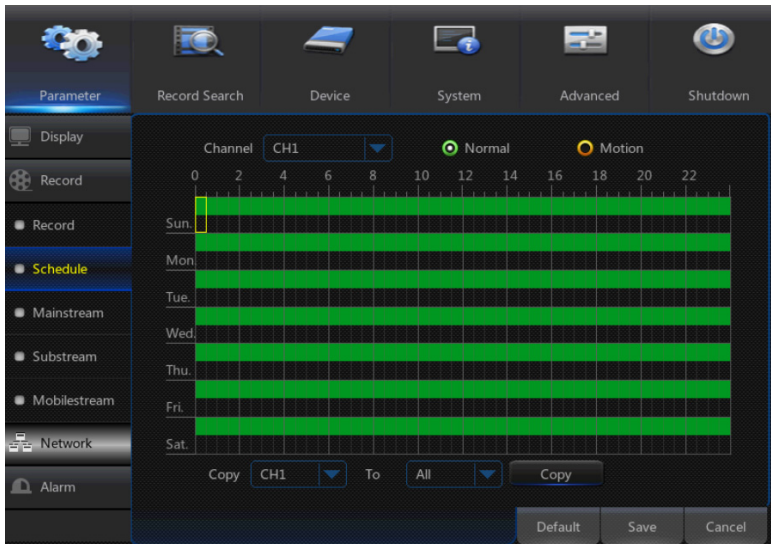 Parameter Record Search Device System Advanced Shutdown
Display
Record
Record
Schedule
Mainstream
Substream
Mobilestream
Network
Alarm
Channel CH1 Normal Motion
0 2 4 6 8 10 12 14 16 18 20 22
Sun.
Mon.
Tue.
Wed.
Thu.
Fri.
Sat.
Copy CH1 To All Copy
Default Save Cancel